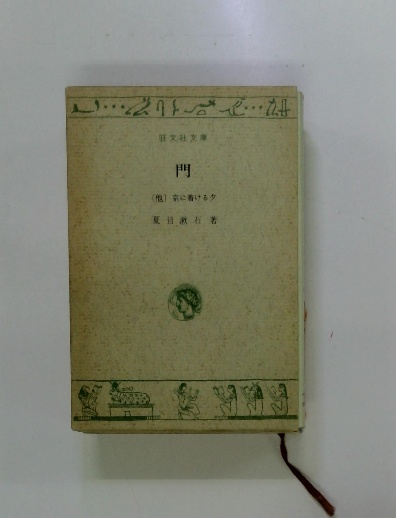 旺文社文庫
門
〔他〕京に着ける夕
夏目漱石著